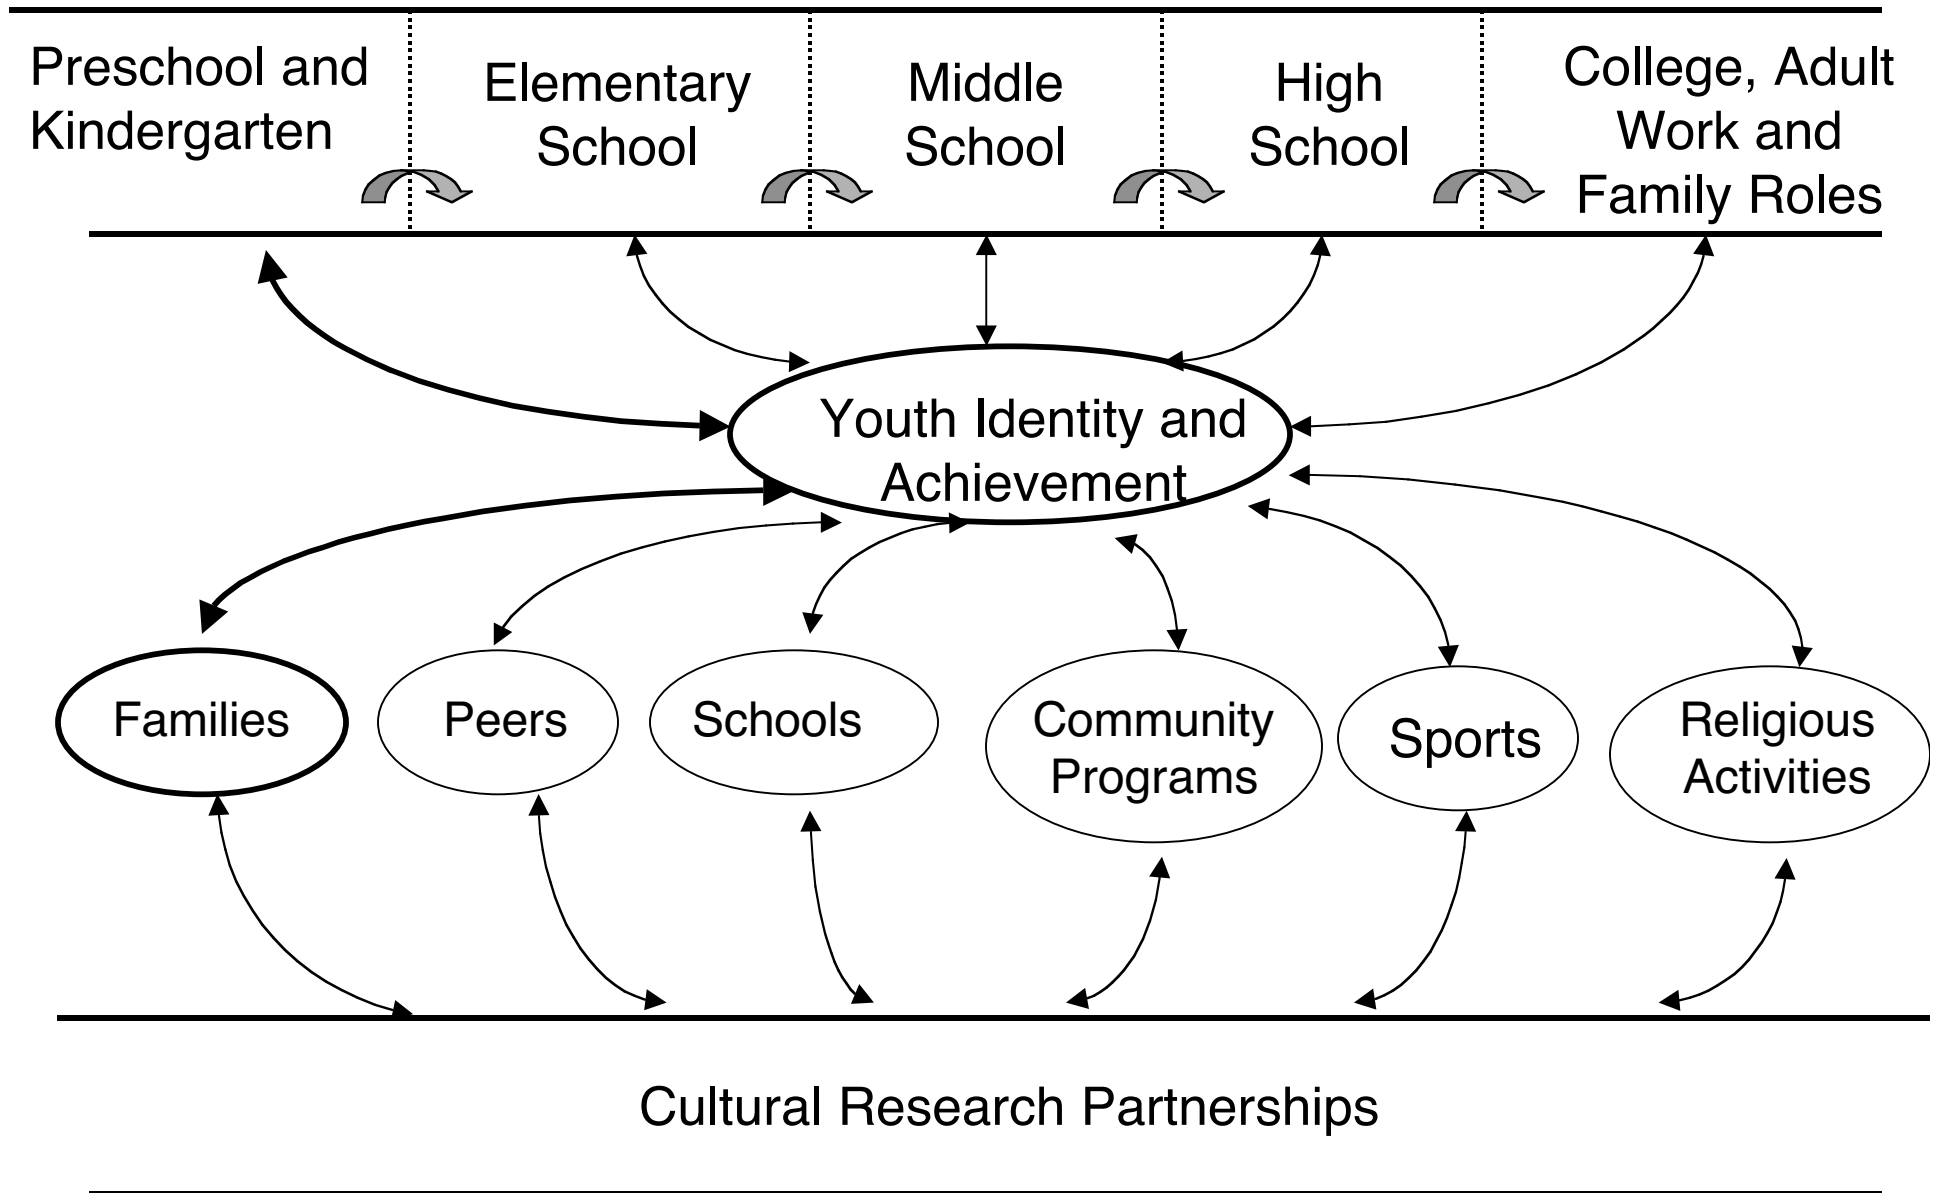 Preschool and
Kindergarten
Elementary
School
Middle
School
High
School
College, Adult
Work and
Family Roles
Youth Identity and
Achievement
Families
Peers
Schools
Community
Programs
Sports
Religious
Activities
Cultural Research Partnerships